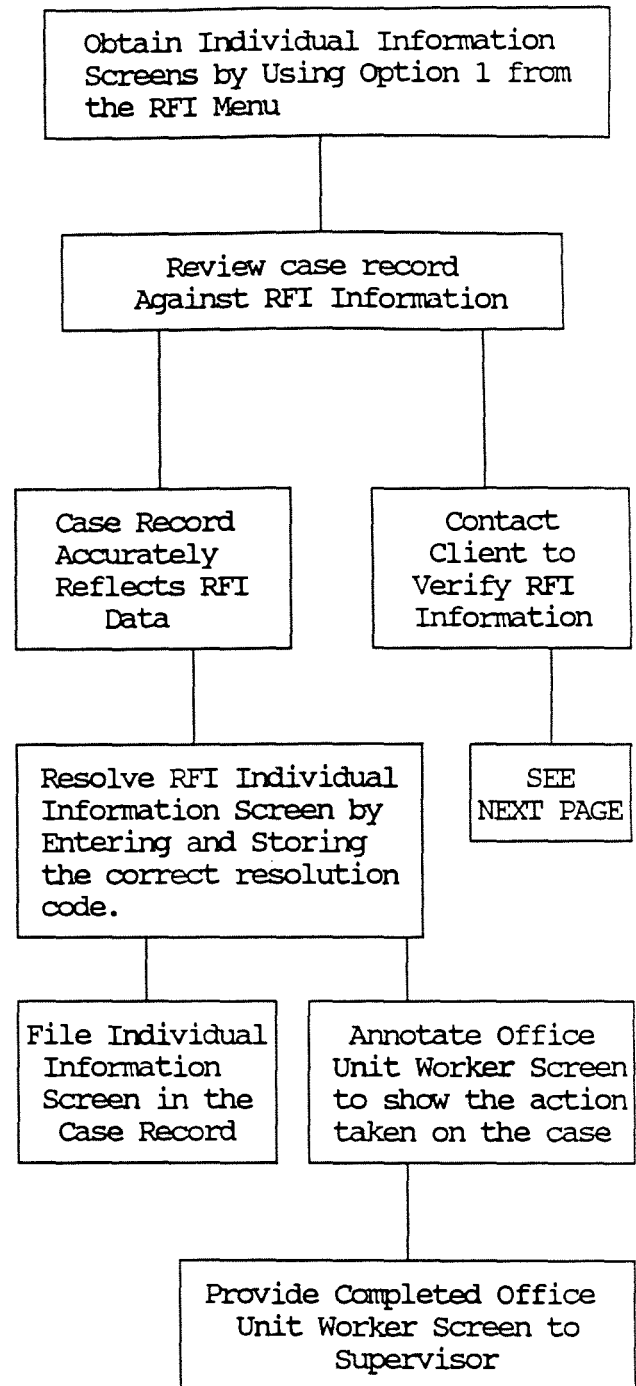 Obtain Individual Information
Screens by Using Option 1 from
the RFI Menu
Review case record
Against RFI Information
Case Record
Accurately
Reflects RFI
Data
Contact
Client to
Verify RFI
Information
Resolve RFI Individual
Information Screen by
Entering and Storing
the correct resolution
code.
SEE
NEXT PAGE
File Individual
Information
Screen in the
Case Record
Annotate Office
Unit Worker Screen
to show the action
taken on the case
Provide Completed Office
Unit Worker Screen to
Supervisor